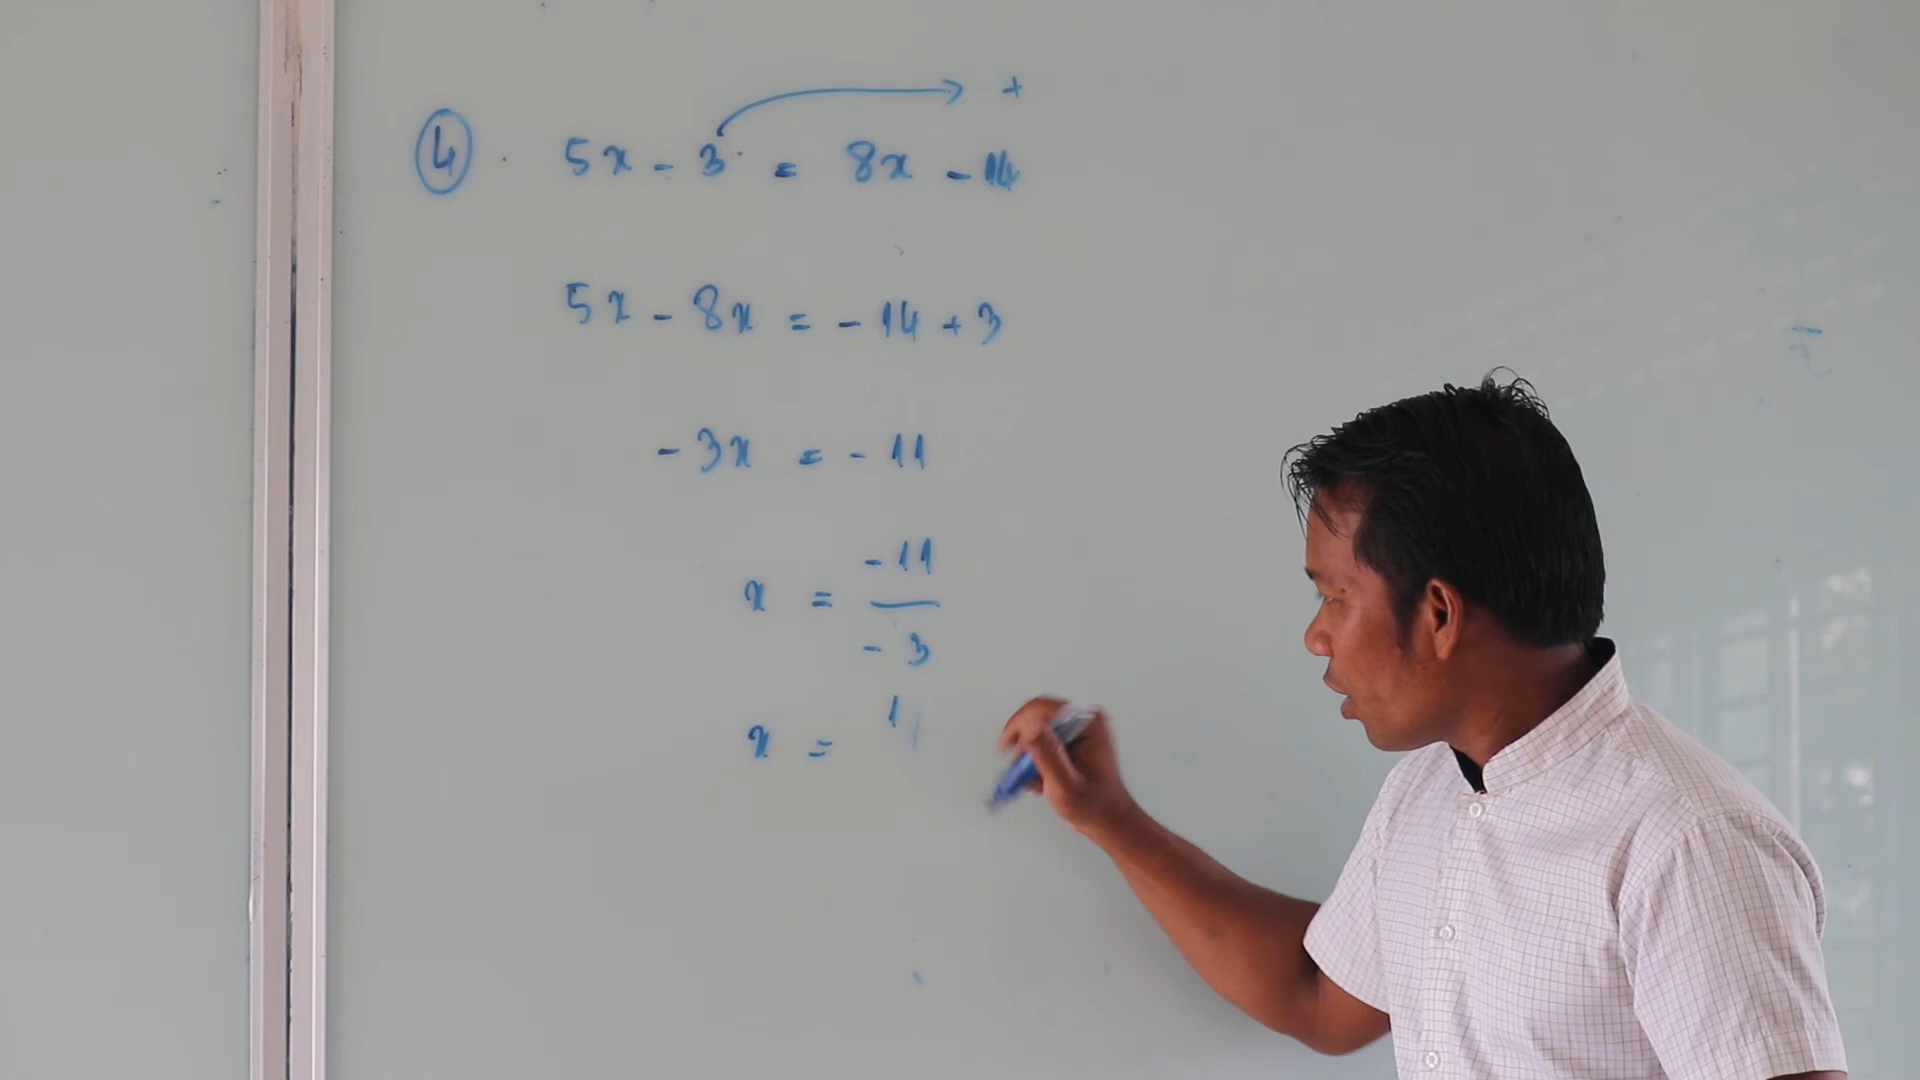 +
④. 5x - 3 = 8x - 14
5x - 8x = - 14 + 3
- 3x = - 11
x = -11 / - 3
x = 11